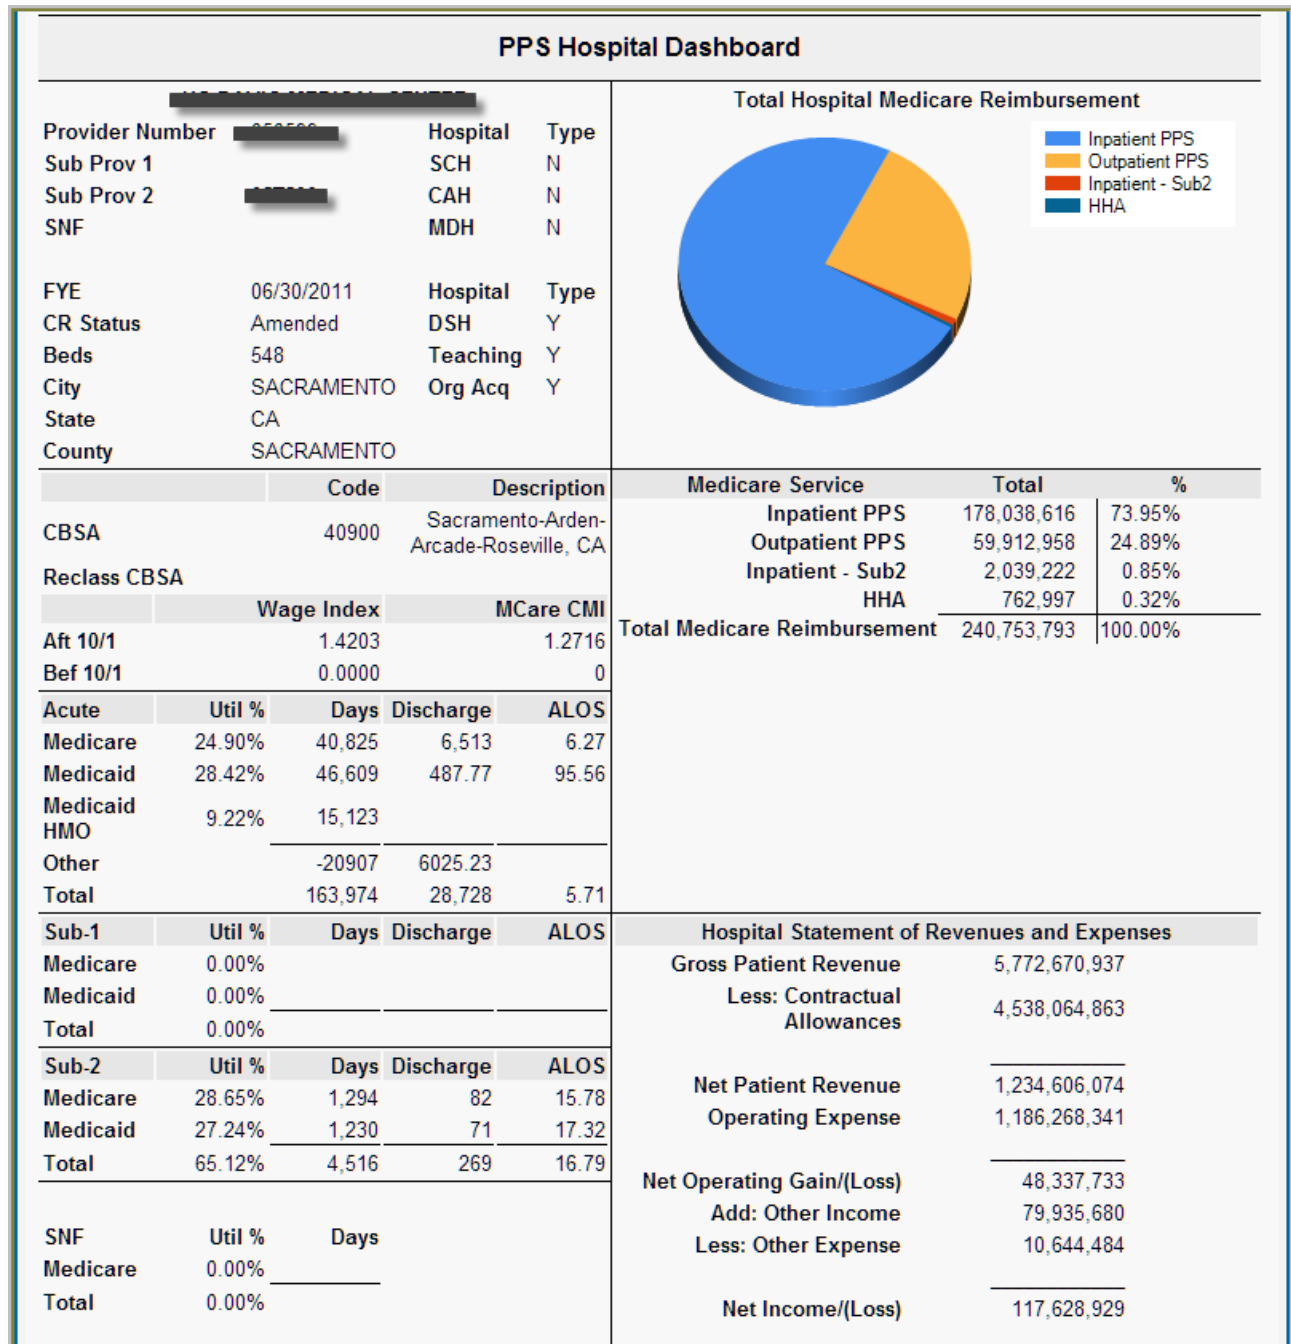 PPS Hospital Dashboard
Provider Number Hospital Type
Sub Prov 1 SCH N
Sub Prov 2 CAH N
SNF MDH N
FYE 06/30/2011 Hospital Type
CR Status Amended DSH Y
Beds 548 Teaching Y
City SACRAMENTO Org Acq Y
State CA
County SACRAMENTO
Total Hospital Medicare Reimbursement
Inpatient PPS
Outpatient PPS
Inpatient - Sub2
HHA
Code Description
CBSA 40900 Sacramento-Arden-
Arcade-Roseville, CA
Reclass CBSA
Wage Index MCare CMI
Aft 10/1 1.4203 1.2716
Bef 10/1 0.0000 0
Medicare Service Total %
Inpatient PPS 178,038,616 73.95%
Outpatient PPS 59,912,958 24.89%
Inpatient - Sub2 2,039,222 0.85%
HHA 762,997 0.32%
Total Medicare Reimbursement 240,753,793 100.00%
Acute Util % Days Discharge ALOS
Medicare 24.90% 40,825 6,513 6.27
Medicaid 28.42% 46,609 487.77 95.56
Medicaid
HMO 9.22% 15,123
Other -20907 6025.23
Total 163,974 28,728 5.71
Sub-1 Util % Days Discharge ALOS
Medicare 0.00%
Medicaid 0.00%
Total 0.00%
Sub-2 Util % Days Discharge ALOS
Medicare 28.65% 1,294 82 15.78
Medicaid 27.24% 1,230 71 17.32
Total 65.12% 4,516 269 16.79
SNF Util % Days
Medicare 0.00%
Total 0.00%
Hospital Statement of Revenues and Expenses
Gross Patient Revenue 5,772,670,937
Less: Contractual
Allowances 4,538,064,863
Net Patient Revenue 1,234,606,074
Operating Expense 1,186,268,341
Net Operating Gain/(Loss) 48,337,733
Add: Other Income 79,935,680
Less: Other Expense 10,644,484
Net Income/(Loss) 117,628,929